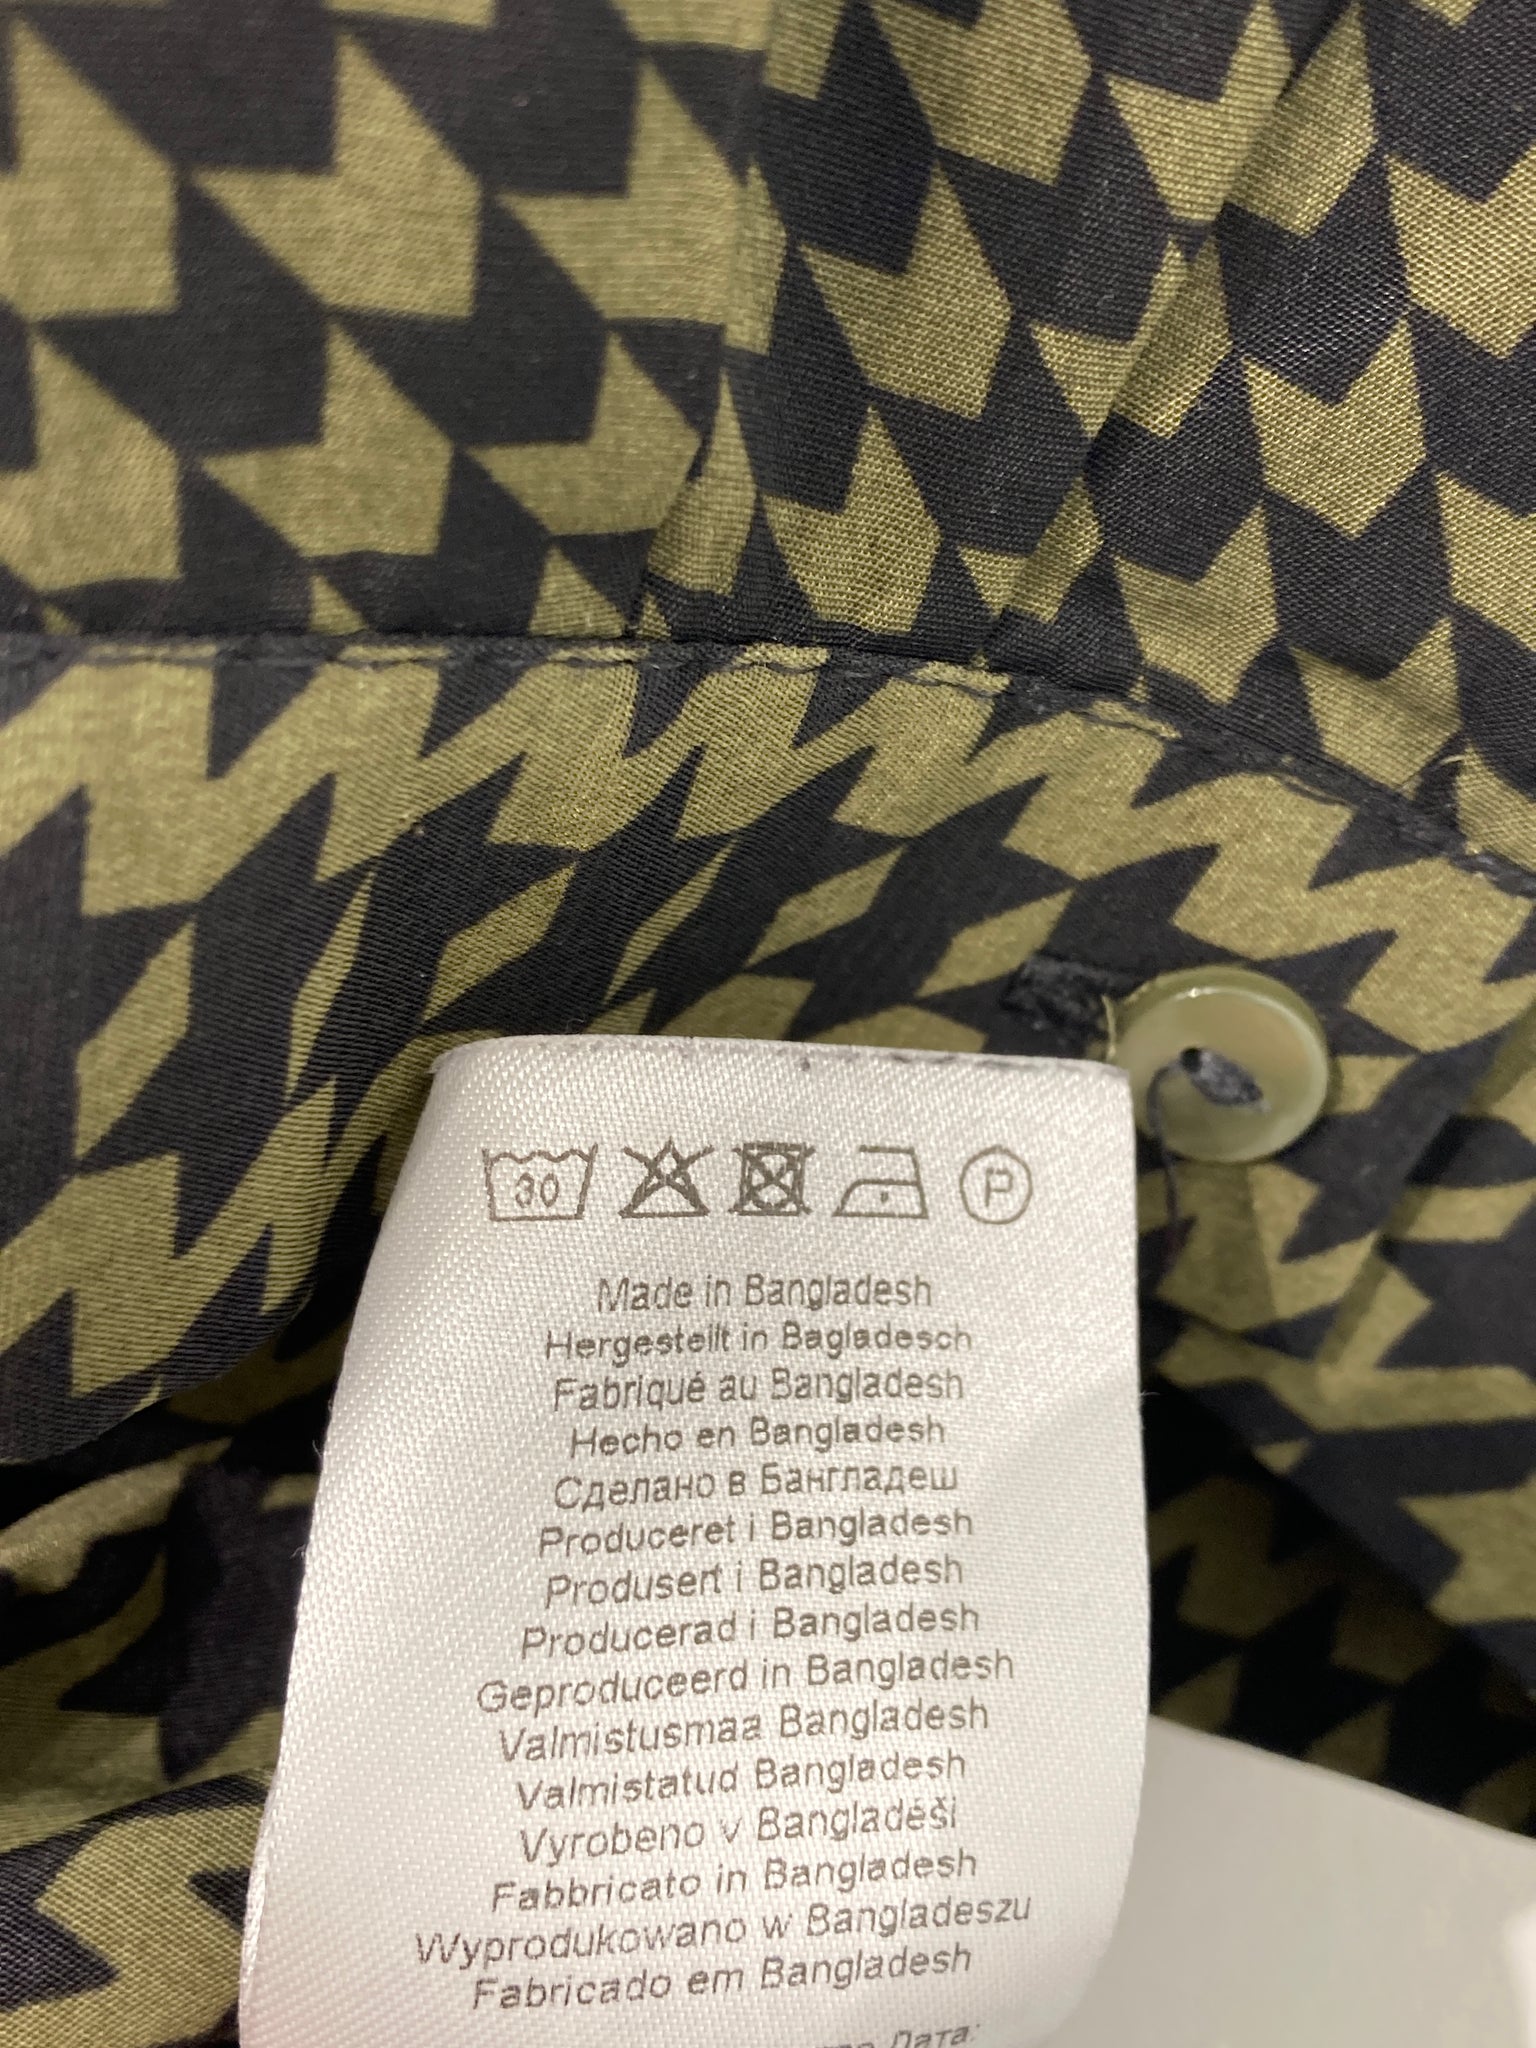 30 P
Made in Bangladesh
Hergestellt in Bagladesch
Fabriqué au Bangladesh
Hecho en Bangladesh
Сделано в Бангладеш
Produceret i Bangladesh
Produsert i Bangladesh
Producerad i Bangladesh
Geproduceerd in Bangladesh
Valmistusmaa Bangladesh
Valmistatud Bangladesh
Vyrobeno v Bangladéši
Fabbricato in Bangladesh
Wyprodukowano w Bangladeszu
Fabricado em Bangladesh
Дата: